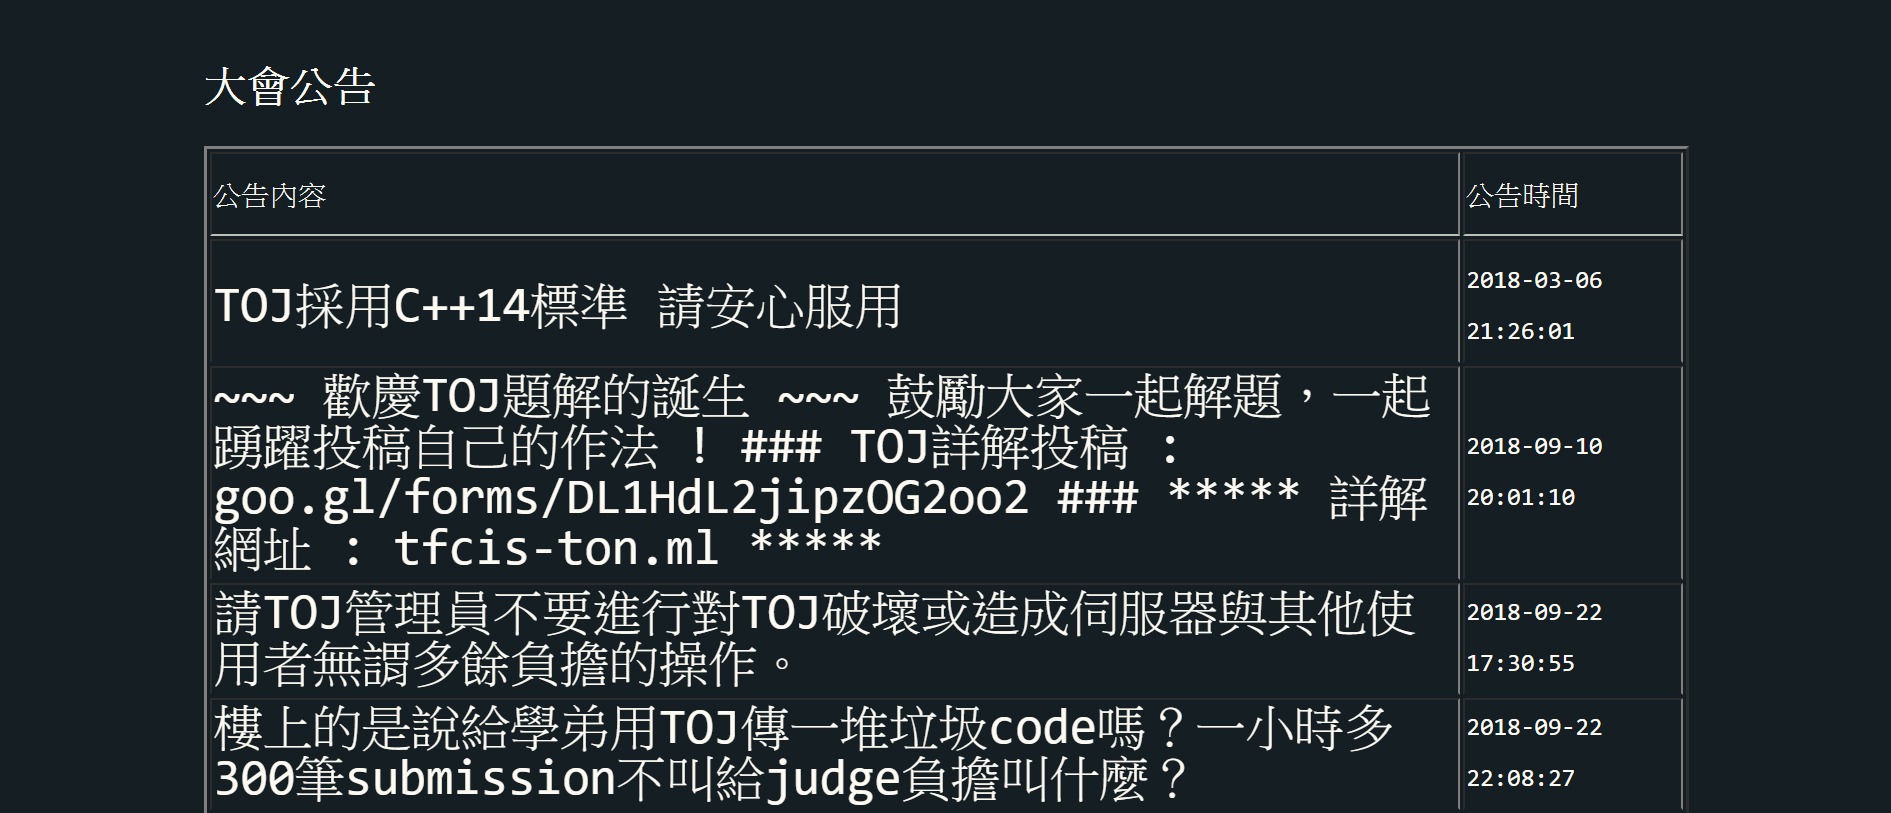 大會公告
公告內容
公告時間
TOJ採用C++14標準 請安心服用
2018-03-06
21:26:01
~~~ 歡慶TOJ題解的誕生 ~~~ 鼓勵大家一起解題，一起
踴躍投稿自己的作法 ! ### TOJ詳解投稿 :
goo.gl/forms/DL1HdL2jipzOG2oo2 ### ***** 詳解
網址 : tfcis-ton.ml *****
2018-09-10
20:01:10
請TOJ管理員不要進行對TOJ破壞或造成伺服器與其他使
用者無謂多餘負擔的操作。
2018-09-22
17:30:55
樓上的是說給學弟用TOJ傳一堆垃圾code嗎？一小時多
300筆submission不叫給judge負擔叫什麼？
2018-09-22
22:08:27